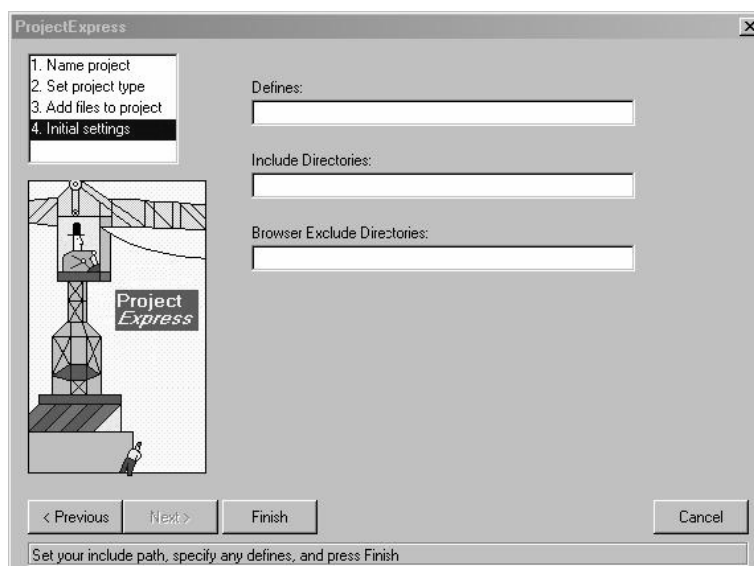 ProjectExpress
1. Name project
2. Set project type
3. Add files to project
4. Initial settings
Defines:
Include Directories:
Browser Exclude Directories:
Project
Express
< Previous
Next >
Finish
Cancel
Set your include path, specify any defines, and press Finish